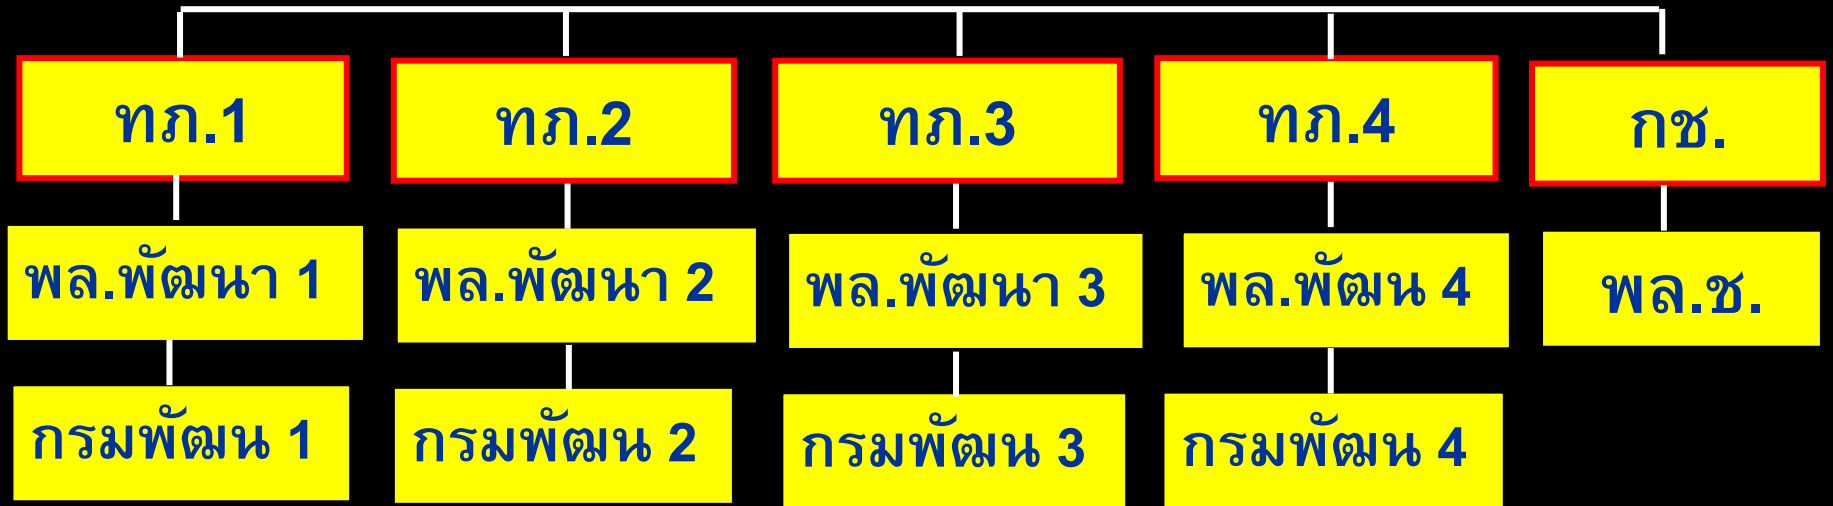 ทภ.1
ทภ.2
ทภ.3
ทภ.4
กช.
พล.พัฒนา 1
พล.พัฒนา 2
พล.พัฒนา 3
พล.พัฒน 4
พล.ช.
กรมพัฒน 1
กรมพัฒน 2
กรมพัฒน 3
กรมพัฒน 4